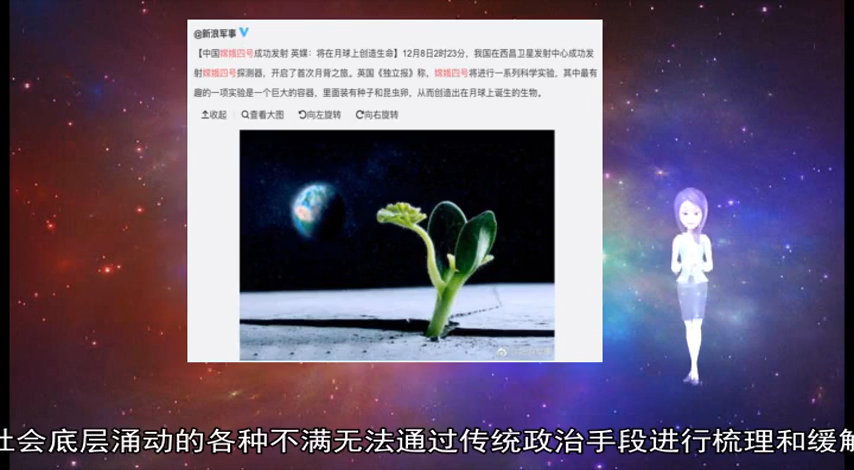 @新浪军事
【中国嫦娥四号成功发射 英媒：将在月球上创造生命】12月8日2时23分，我国在西昌卫星发射中心成功发
射嫦娥四号探测器，开启了首次月背之旅。英国《独立报》称，嫦娥四号将进行一系列科学实验，其中最有
趣的一项实验是一个巨大的容器，里面装有种子和昆虫卵，从而创造出在月球上诞生的生物。
收起 查看大图 向左旋转 向右旋转
社会底层涌动的各种不满无法通过传统政治手段进行梳理和缓解